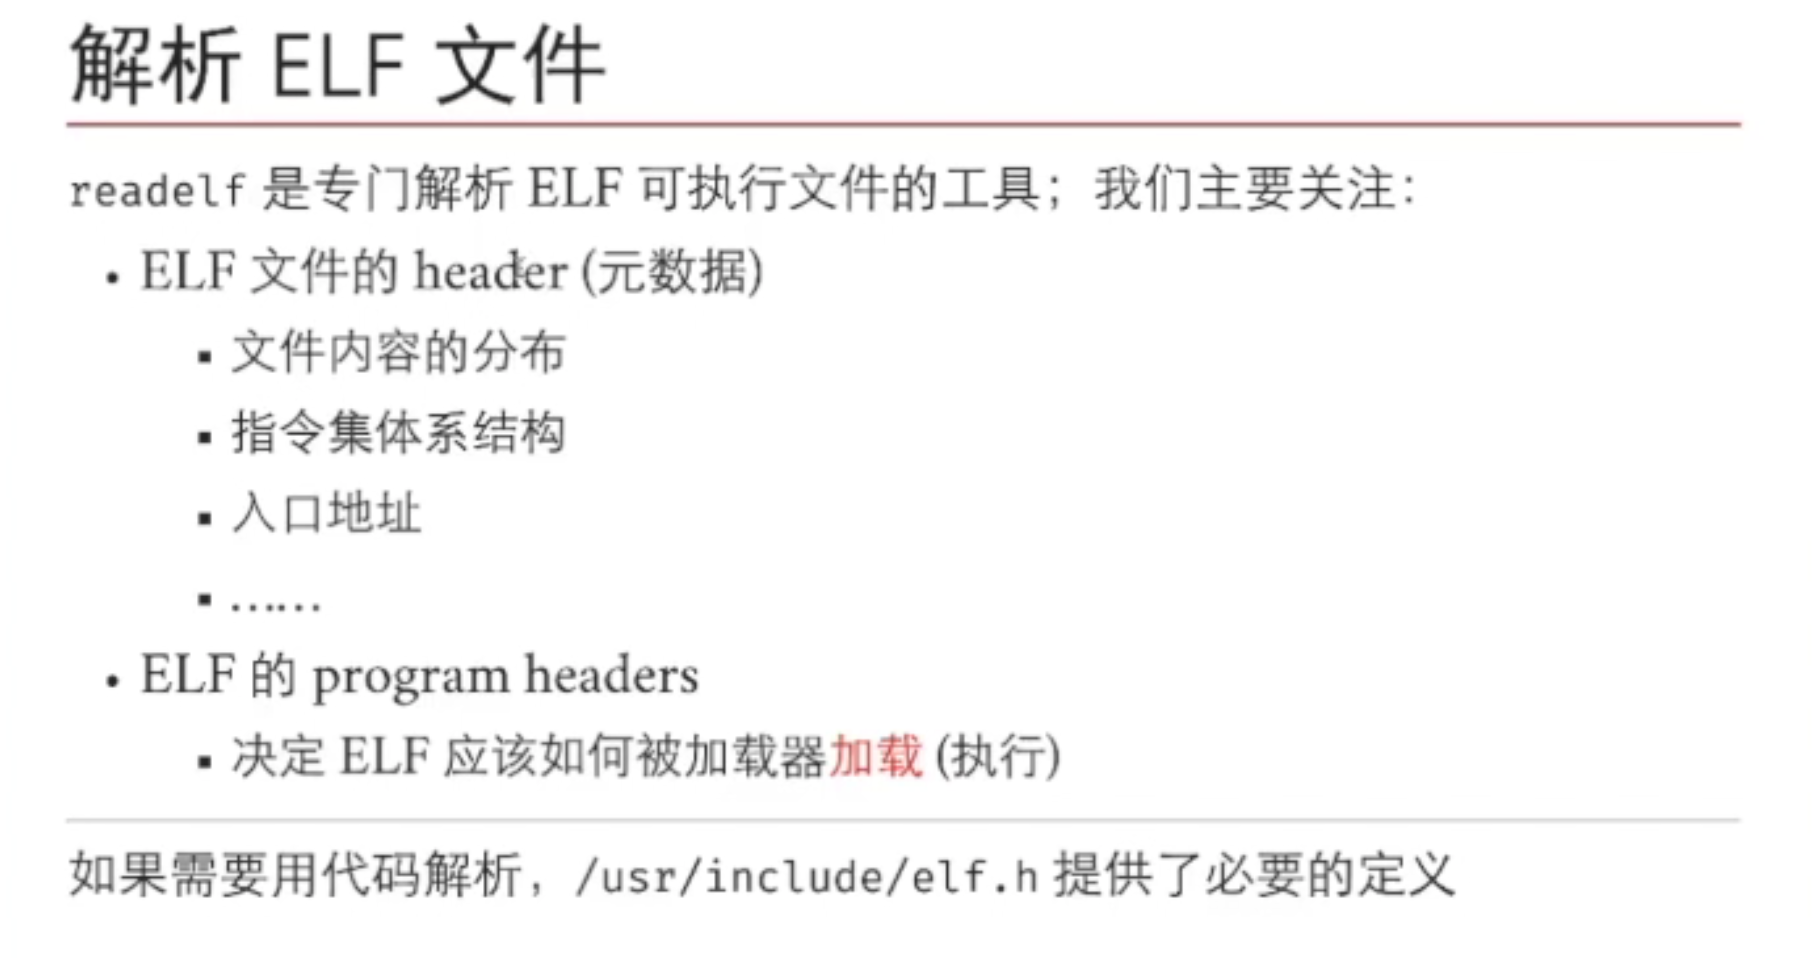 解析 ELF 文件
readelf 是专门解析 ELF 可执行文件的工具；我们主要关注：
• ELF 文件的 header (元数据)
▪ 文件内容的分布
▪ 指令集体系结构
▪ 入口地址
▪ ……
• ELF 的 program headers
▪ 决定 ELF 应该如何被加载器加载 (执行)
如果需要用代码解析，/usr/include/elf.h 提供了必要的定义